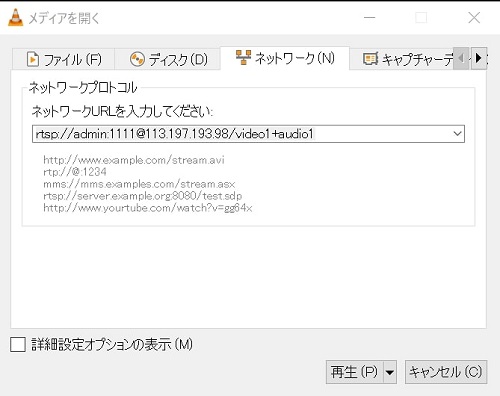 メディアを開く
ファイル(F)
ディスク(D)
ネットワーク(N)
キャプチャーデ
ネットワークプロトコル
ネットワークURLを入力してください:
rtsp://admin:1111@113.197.193.98/video1+audio1
http://www.example.com/stream.avi
rtp://@:1234
mms://mms.examples.com/stream.asx
rtsp://server.example.org:8080/test.sdp
http://www.yourtube.com/watch?v=gg64x
詳細設定オプションの表示(M)
再生(P)
キャンセル(C)